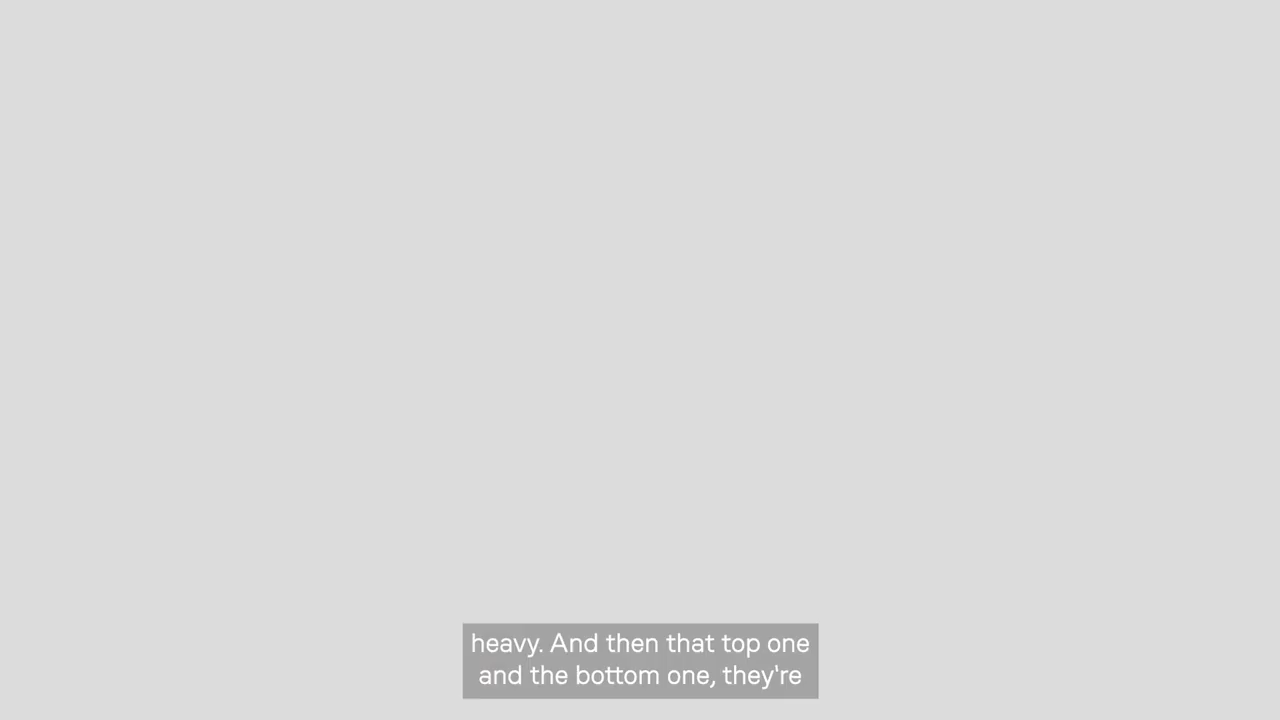 heavy. And then that top one
and the bottom one, they're